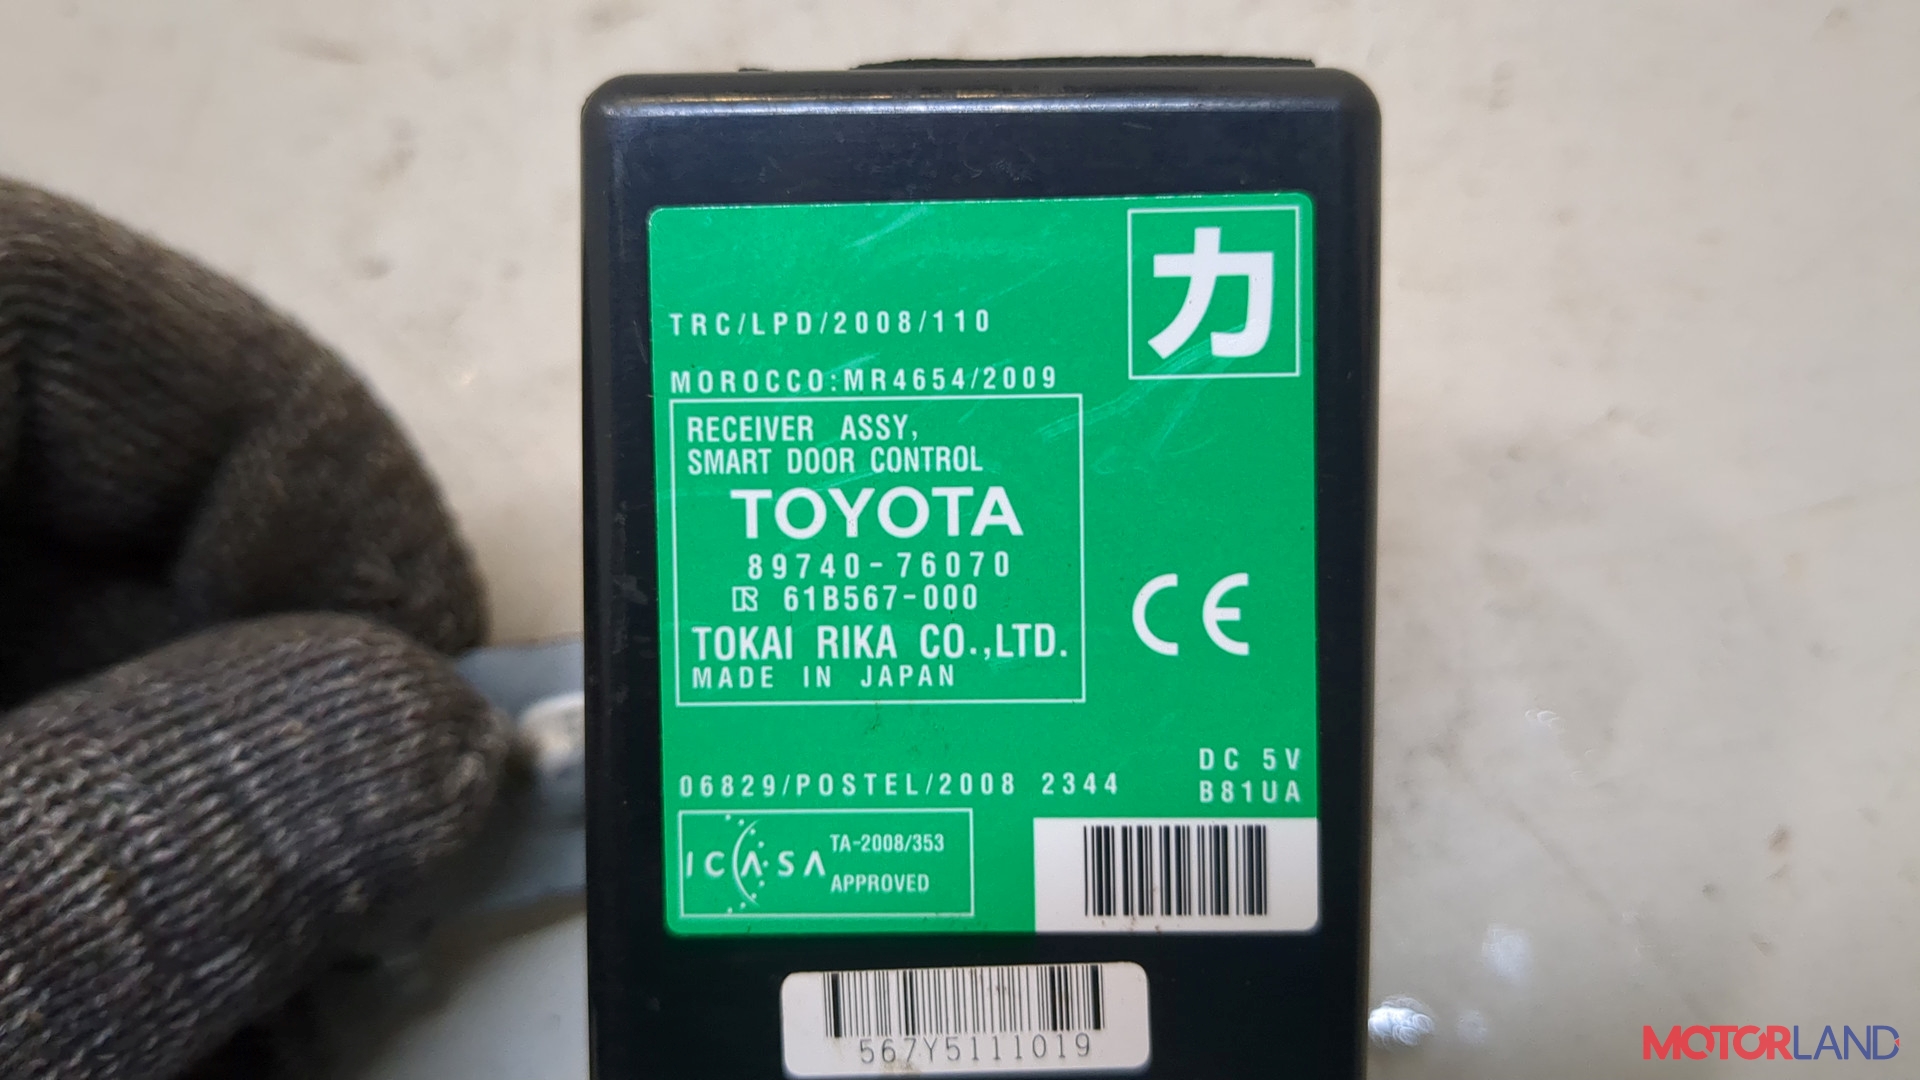 力
TRC/LPD/2008/110
MOROCCO:MR4654/2009
RECEIVER ASSY,
SMART DOOR CONTROL
TOYOTA
89740-76070
61B567-000
TOKAI RIKA CO.,LTD.
MADE IN JAPAN
CE
06829/POSTEL/2008 2344
DC 5V
B81UA
ICASA
TA-2008/353
APPROVED
567Y5111019
MOTORLAND